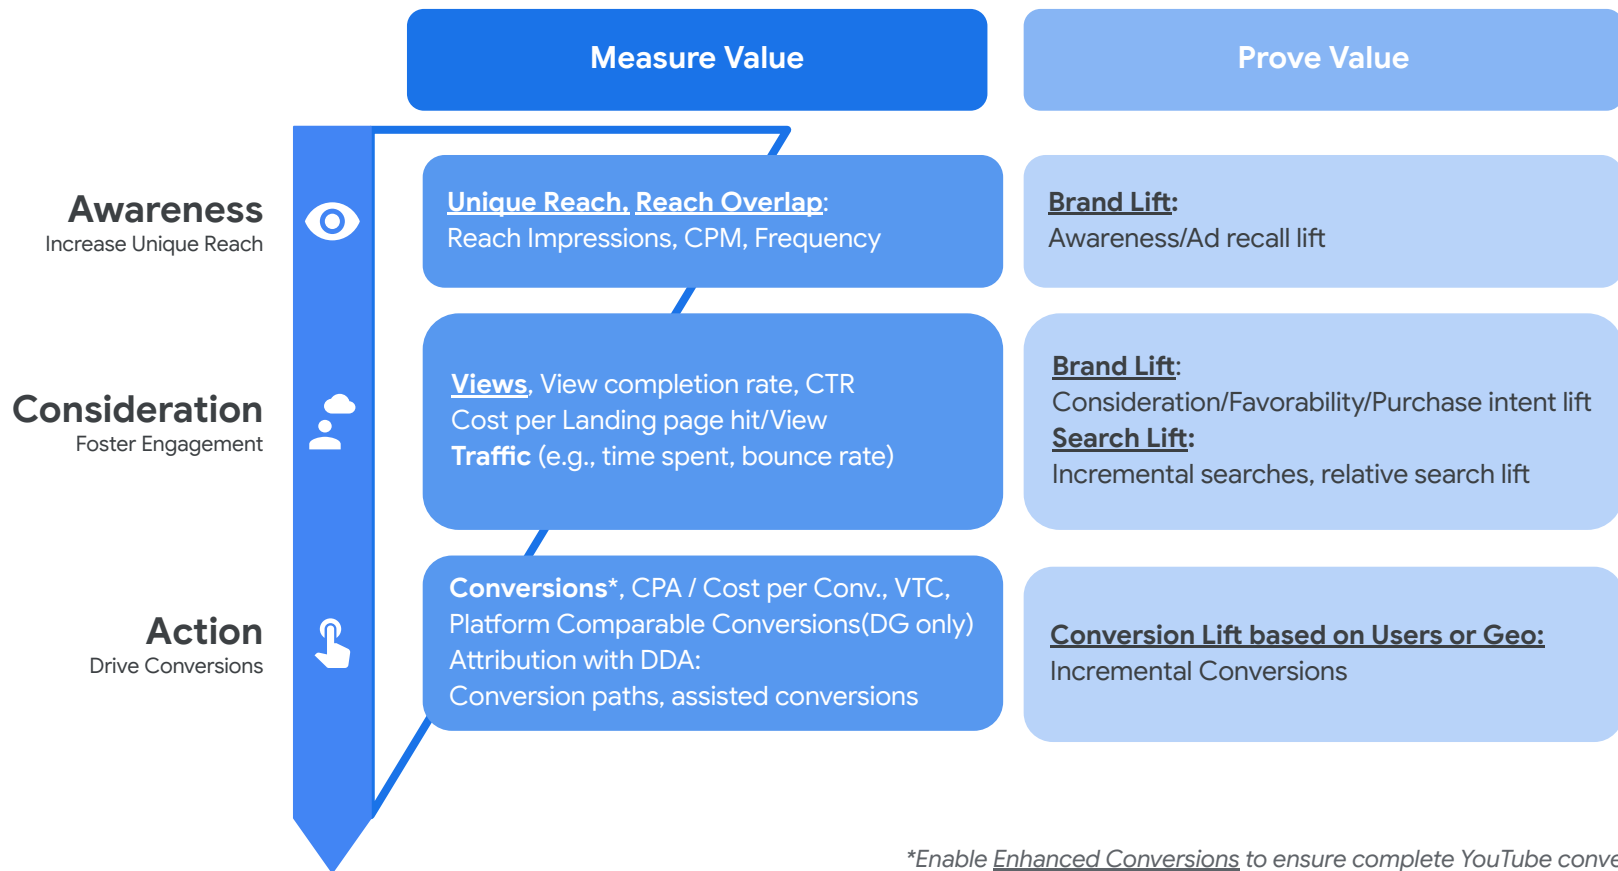 Measure Value
Prove Value
Awareness
Increase Unique Reach
Unique Reach, Reach Overlap:
Reach Impressions, CPM, Frequency
Brand Lift:
Awareness/Ad recall lift
Consideration
Foster Engagement
Views, View completion rate, CTR
Cost per Landing page hit/View
Traffic (e.g., time spent, bounce rate)
Brand Lift:
Consideration/Favorability/Purchase intent lift
Search Lift:
Incremental searches, relative search lift
Action
Drive Conversions
Conversions*, CPA / Cost per Conv., VTC,
Platform Comparable Conversions(DG only)
Attribution with DDA:
Conversion paths, assisted conversions
Conversion Lift based on Users or Geo:
Incremental Conversions
*Enable Enhanced Conversions to ensure complete YouTube